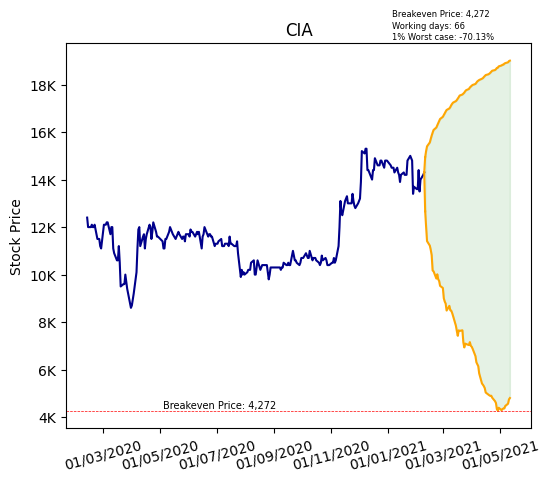 Breakeven Price: 4,272
Working days: 66
1% Worst case: -70.13%
CIA
Stock Price
18K
16K
14K
12K
10K
8K
6K
4K
Breakeven Price: 4,272
01/03/2020
01/05/2020
01/07/2020
01/09/2020
01/11/2020
01/01/2021
01/03/2021
01/05/2021